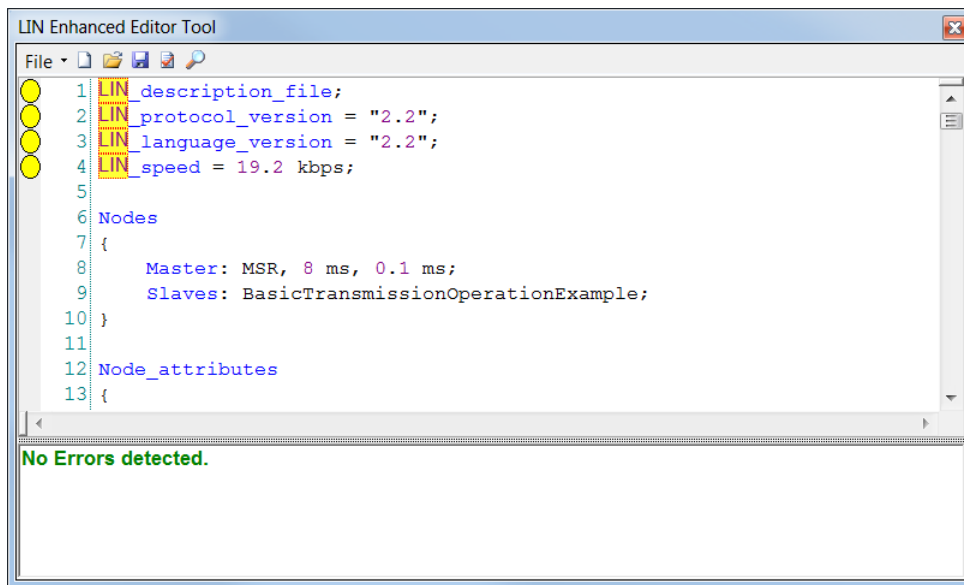 LIN Enhanced Editor Tool
File
1 LIN_description_file;
2 LIN_protocol_version = "2.2";
3 LIN_language_version = "2.2";
4 LIN_speed = 19.2 kbps;
5
6 Nodes
7 {
8 Master: MSR, 8 ms, 0.1 ms;
9 Slaves: BasicTransmissionOperationExample;
10 }
11
12 Node_attributes
13 {
No Errors detected.